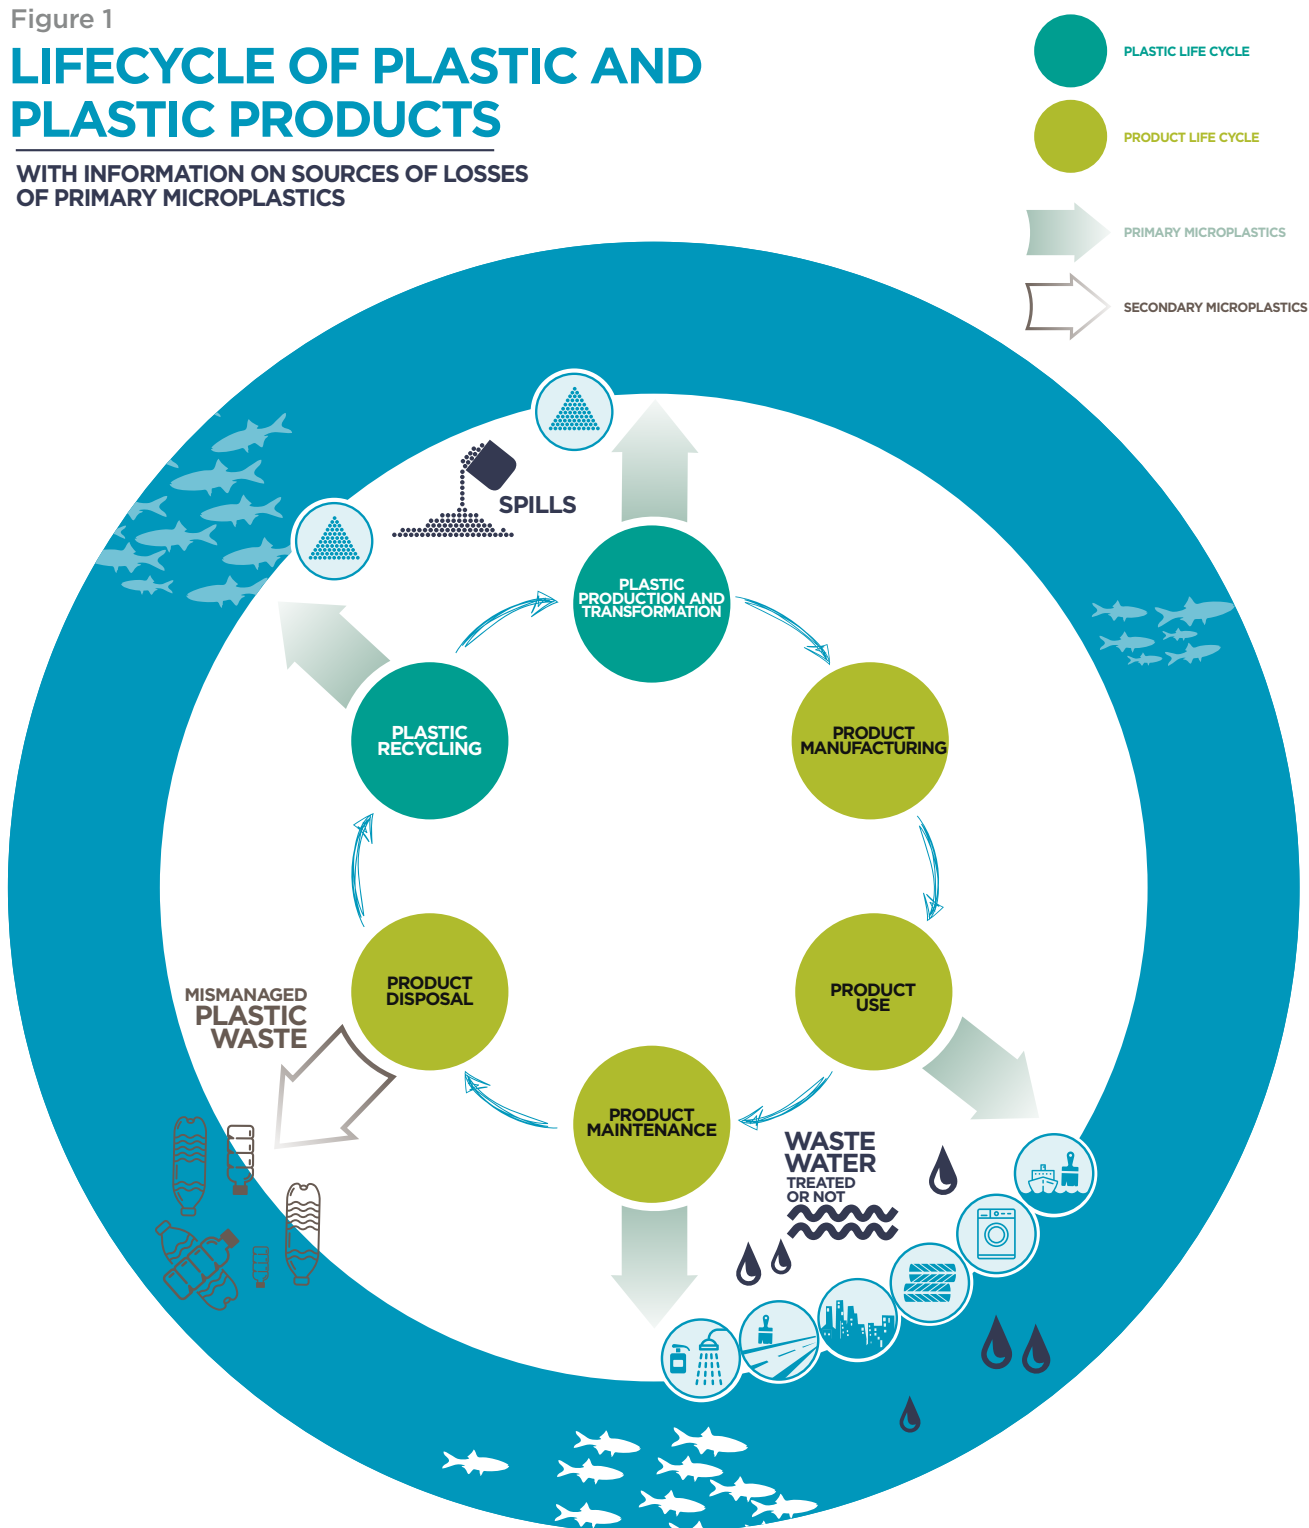 Figure 1
LIFECYCLE OF PLASTIC AND
PLASTIC PRODUCTS
WITH INFORMATION ON SOURCES OF LOSSES
OF PRIMARY MICROPLASTICS
PLASTIC LIFE CYCLE
PRODUCT LIFE CYCLE
PRIMARY MICROPLASTICS
SECONDARY MICROPLASTICS
SPILLS
PLASTIC
PRODUCTION AND
TRANSFORMATION
PLASTIC
RECYCLING
PRODUCT
MANUFACTURING
PRODUCT
DISPOSAL
PRODUCT
USE
MISMANAGED
PLASTIC
WASTE
PRODUCT
MAINTENANCE
WASTE
WATER
TREATED
OR NOT